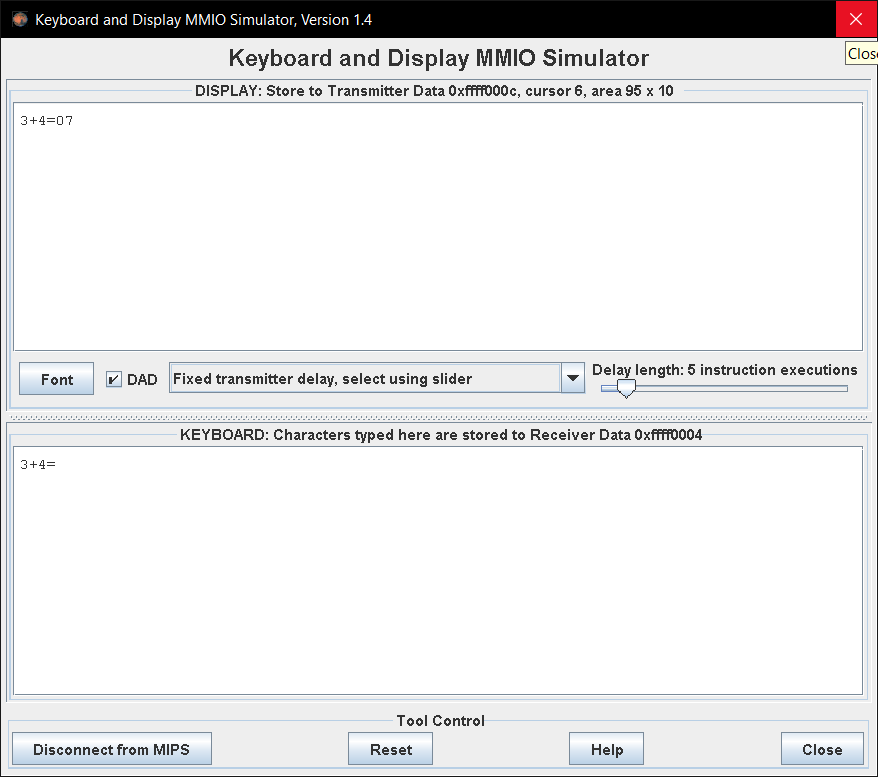 Keyboard and Display MMIO Simulator, Version 1.4
Keyboard and Display MMIO Simulator
DISPLAY: Store to Transmitter Data 0xffff000c, cursor 6, area 95 x 10
3+4=07
Font
DAD
Fixed transmitter delay, select using slider
Delay length: 5 instruction executions
KEYBOARD: Characters typed here are stored to Receiver Data 0xffff0004
3+4=
Tool Control
Disconnect from MIPS
Reset
Help
Close